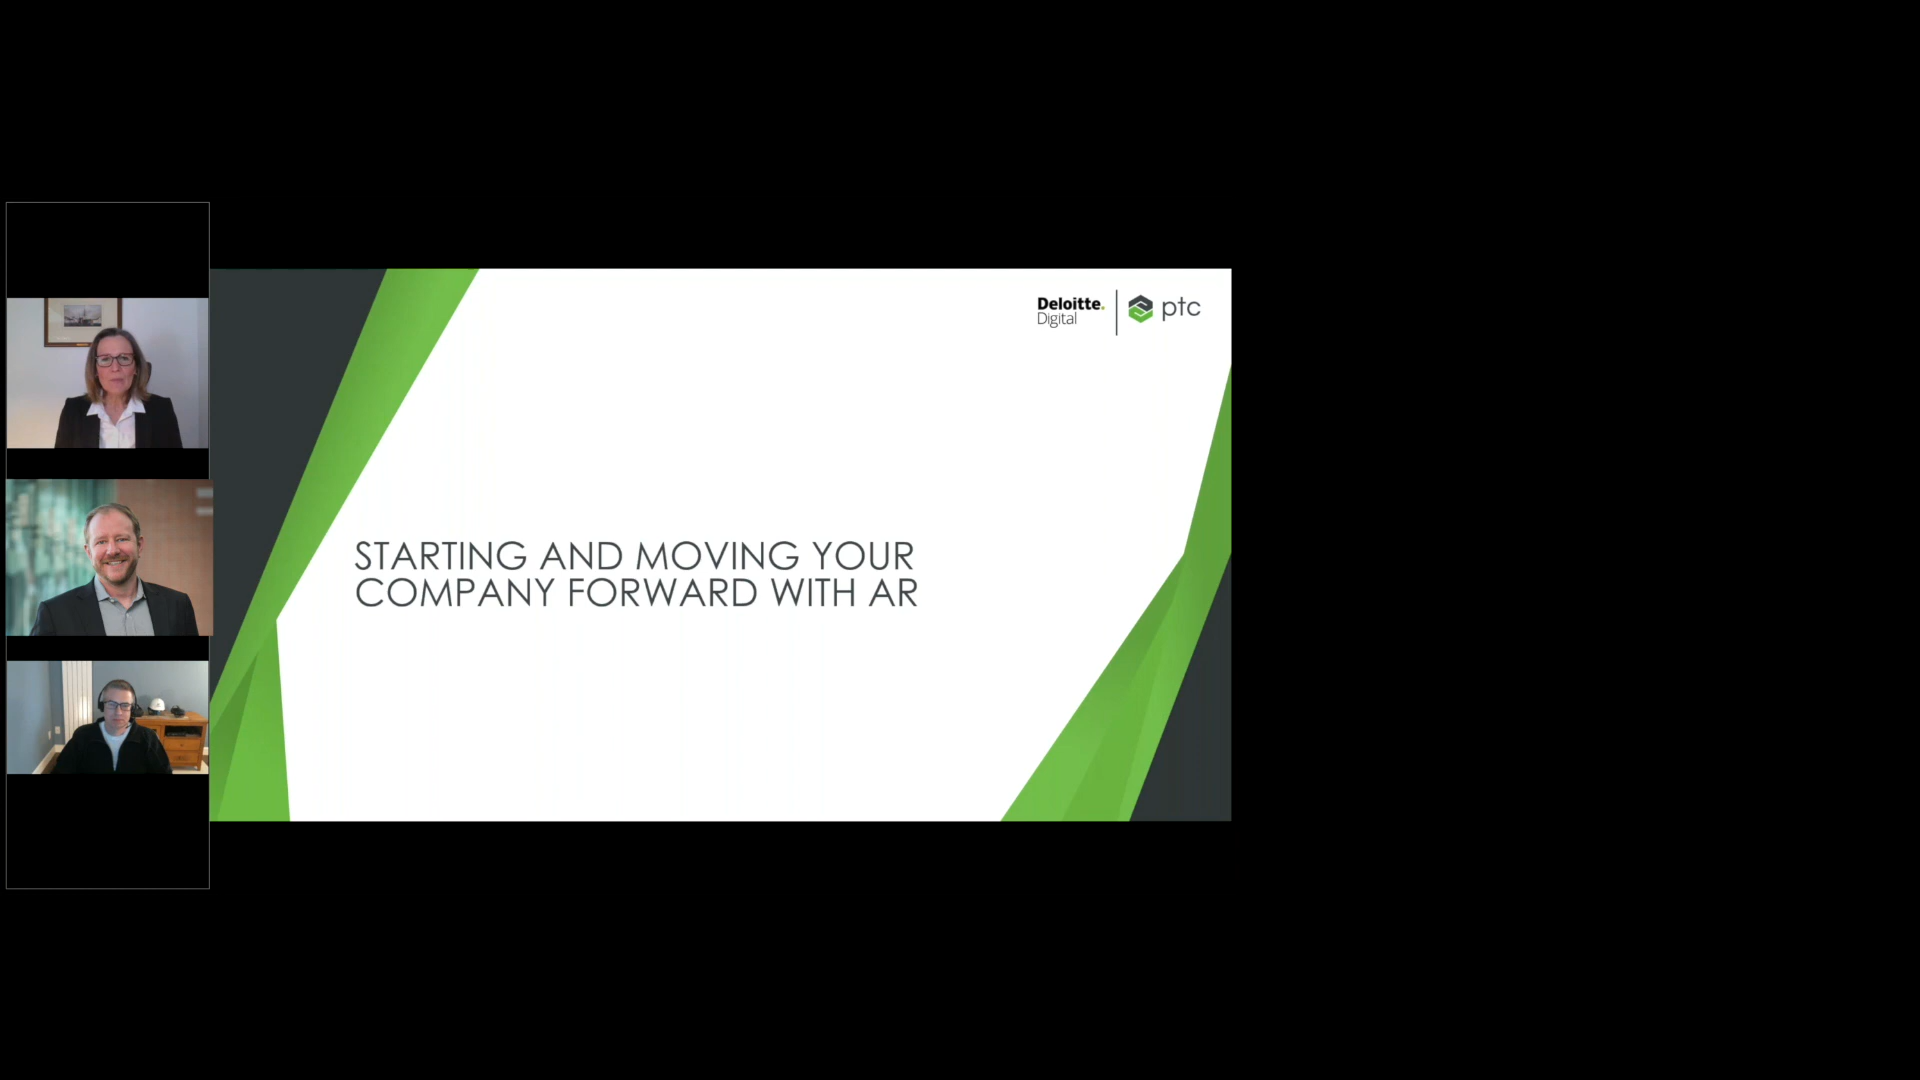 Deloitte.
Digital
ptc
STARTING AND MOVING YOUR
COMPANY FORWARD WITH AR